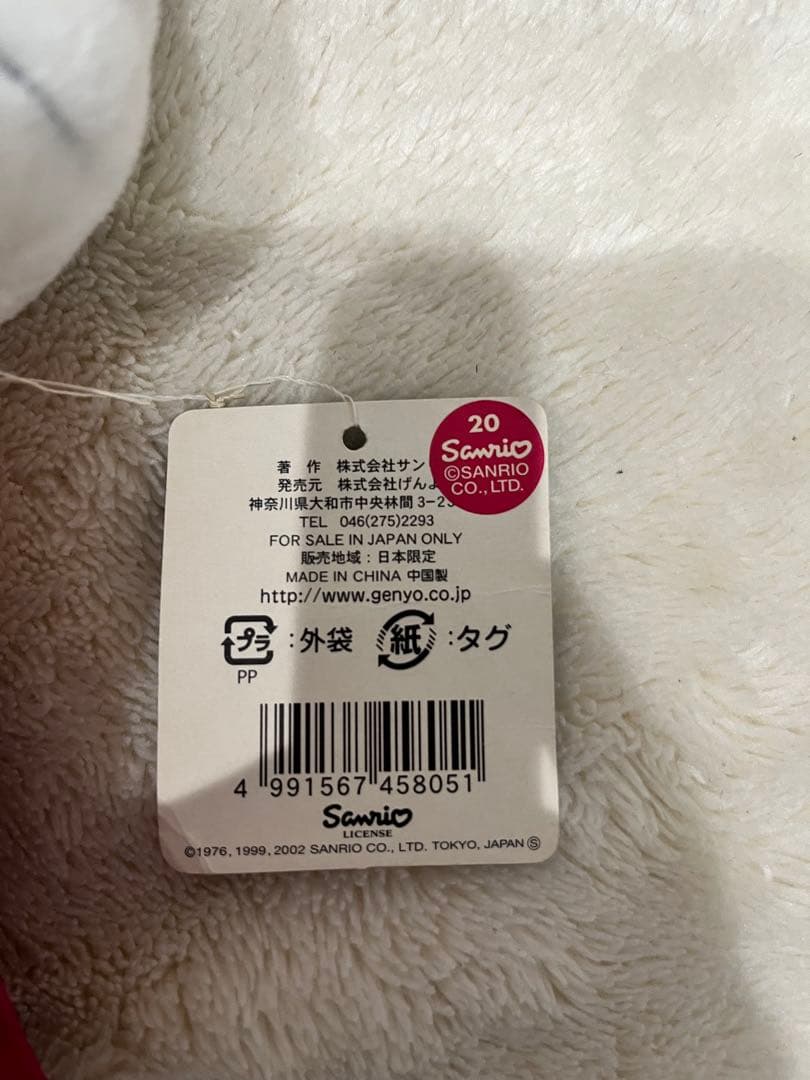 20
Sanrio
©SANRIO
CO., LTD.
著 作 株式会社サン
発売元 株式会社げん
神奈川県大和市中央林間3-2
TEL 046(275)2293
FOR SALE IN JAPAN ONLY
販売地域：日本限定
MADE IN CHINA 中国製
http://www.genyo.co.jp
プラ :外袋 紙 :タグ
PP
4 991567 458051
Sanrio
LICENSE
©1976, 1999, 2002 SANRIO CO., LTD. TOKYO, JAPAN Ⓢ